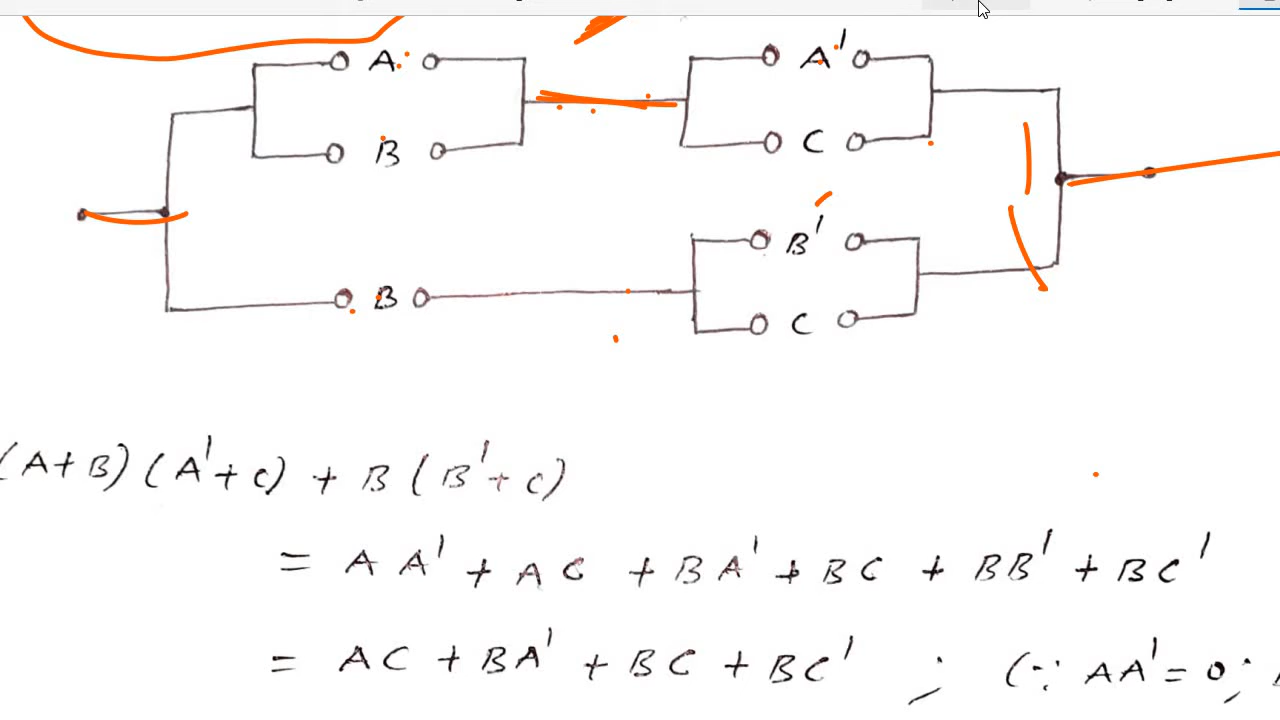 A A'
B C
B'
B
C
(A+B) (A'+C) + B (B'+C)
= AA' + AC + BA' + BC + BB' + BC'
= AC + BA' + BC + BC' ; (∵ AA' = 0;